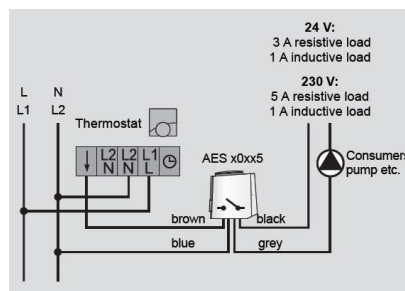 24 V:
3 A resistive load
1 A inductive load
230 V:
5 A resistive load
1 A inductive load
L N
L1 L2
Thermostat
L2 L2 L1
N N L
AES x0xx5
Consumers
pump etc.
brown black
blue grey